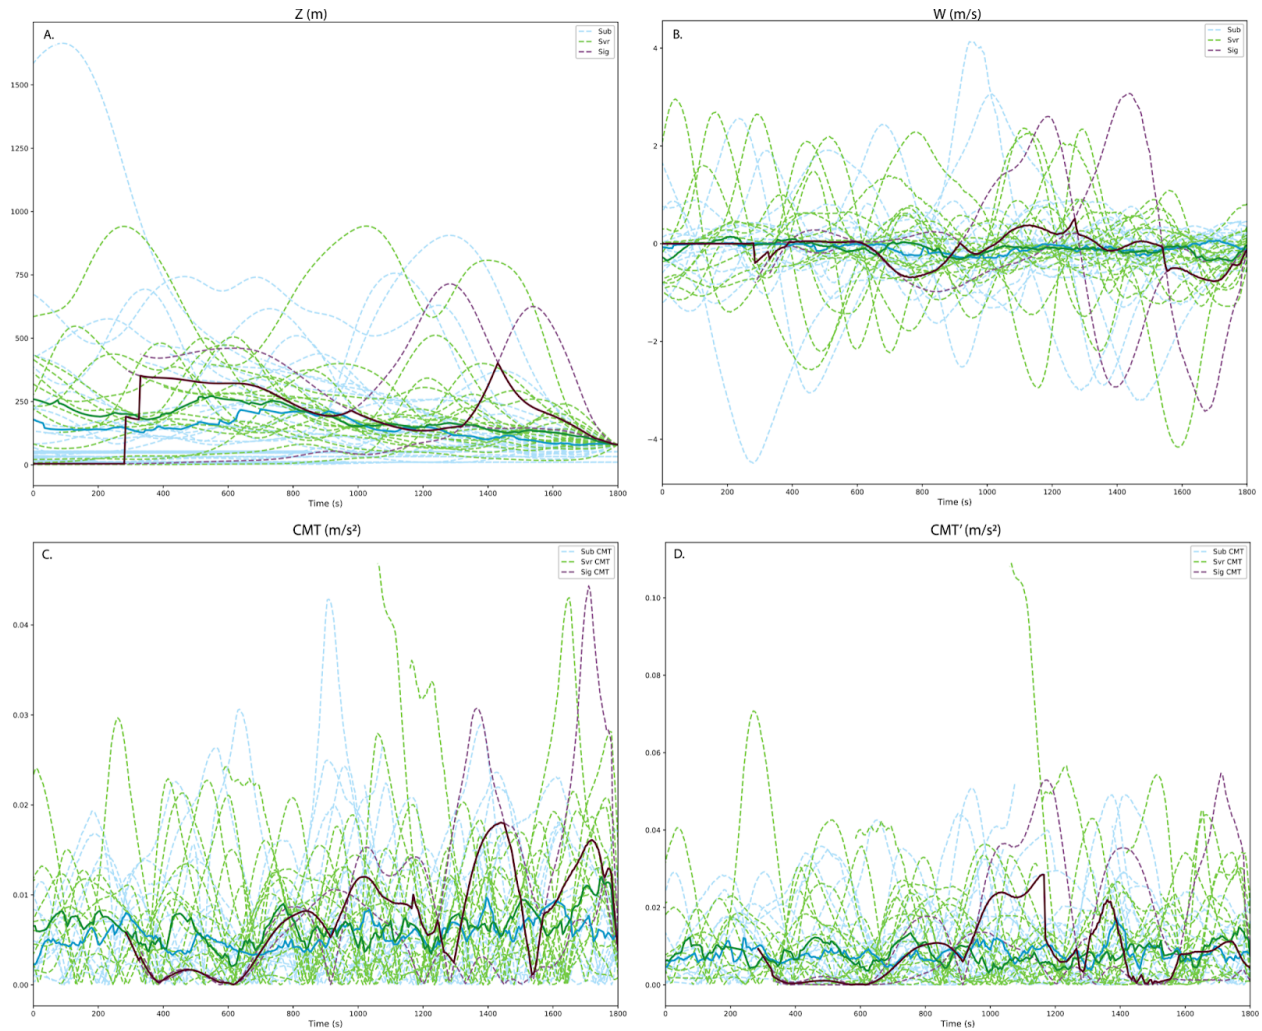 Z (m)
A.
Sub
Svr
Sig
1500
1250
1000
750
500
250
0
0 200 400 600 800 1000 1200 1400 1600 1800
Time (s)
W (m/s)
B.
Sub
Svr
Sig
4
2
0
−2
−4
0 200 400 600 800 1000 1200 1400 1600 1800
Time (s)
CMT (m/s²)
C.
Sub CMT
Svr CMT
Sig CMT
0.04
0.03
0.02
0.01
0.00
0 200 400 600 800 1000 1200 1400 1600 1800
Time (s)
CMT′ (m/s²)
D.
Sub CMT
Svr CMT
Sig CMT
0.10
0.08
0.06
0.04
0.02
0.00
0 200 400 600 800 1000 1200 1400 1600 1800
Time (s)